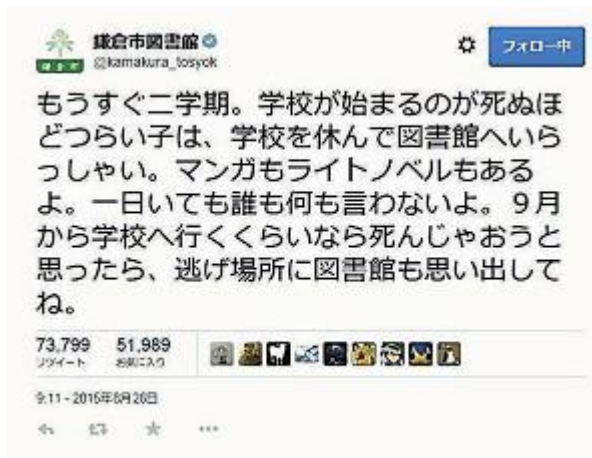 鎌倉市図書館
@kamakura_tosyok
フォロー中
もうすぐ二学期。学校が始まるのが死ぬほ
どつらい子は、学校を休んで図書館へいら
っしゃい。マンガもライトノベルもある
よ。一日いても誰も何も言わないよ。9月
から学校へ行くくらいなら死んじゃおうと
思ったら、逃げ場所に図書館も思い出して
ね。
73,799 51,989
リツイート お気に入り
9:11 - 2015年8月26日